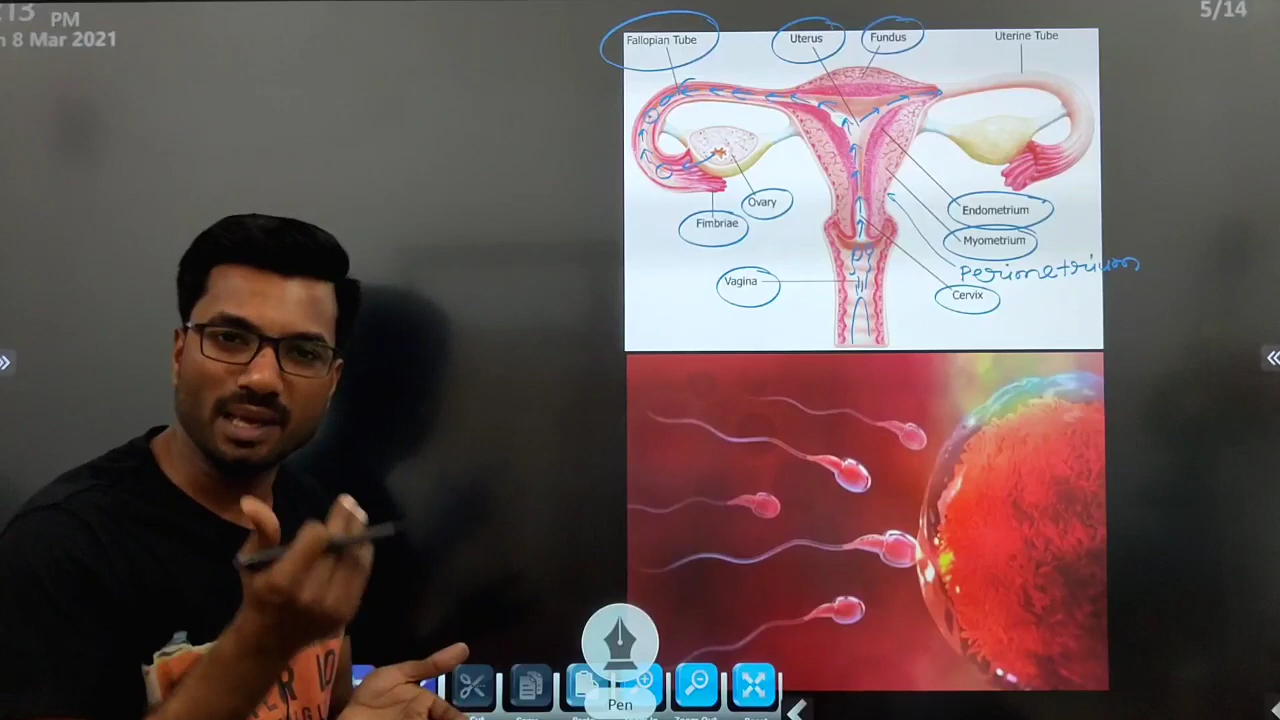 :13 PM
n 8 Mar 2021
5/14
Fallopian Tube
Uterus
Fundus
Uterine Tube
Ovary
Fimbriae
Endometrium
Myometrium
Perimetrium
Vagina
Cervix
Pen